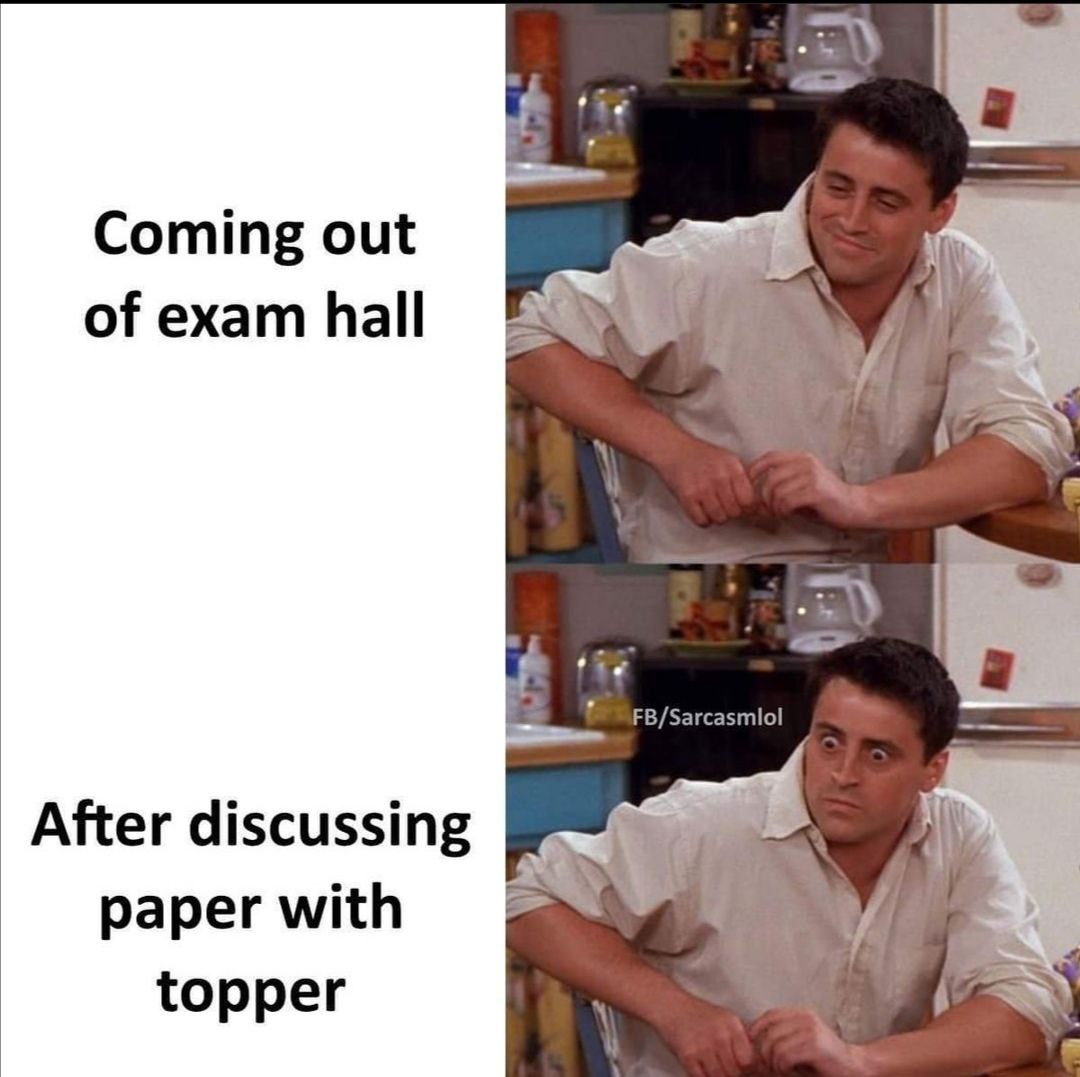 Coming out
of exam hall
FB/Sarcasmlol
After discussing
paper with
topper